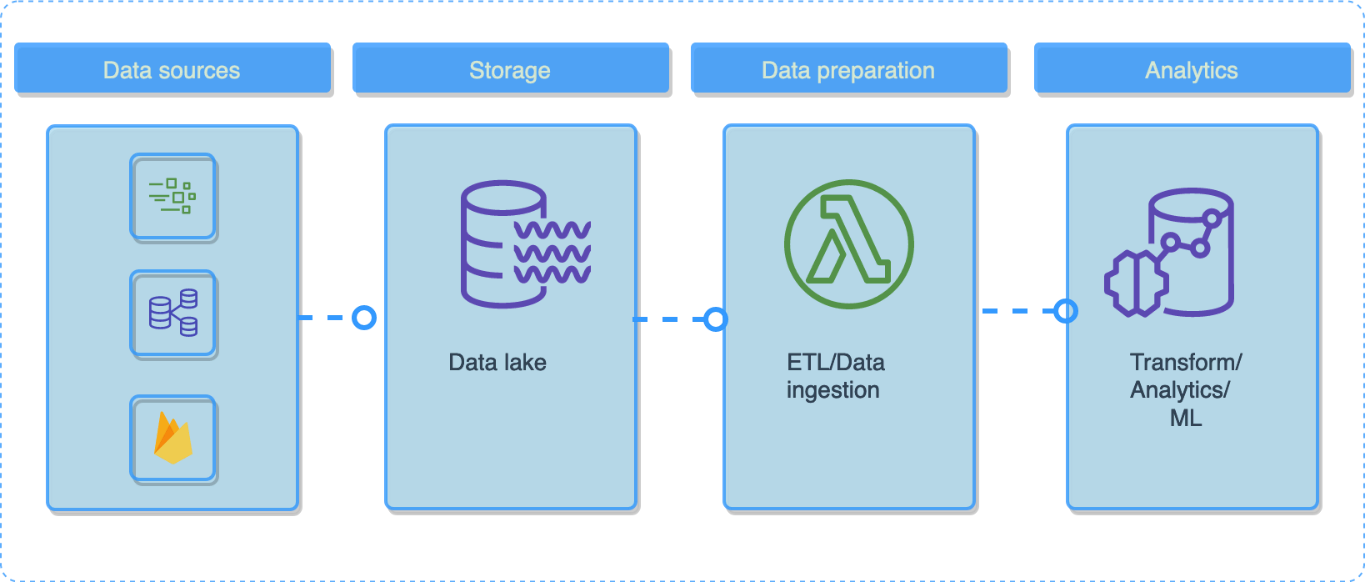 Data sources
Storage
Data preparation
Analytics
Data lake
ETL/Data
ingestion
Transform/
Analytics/
ML